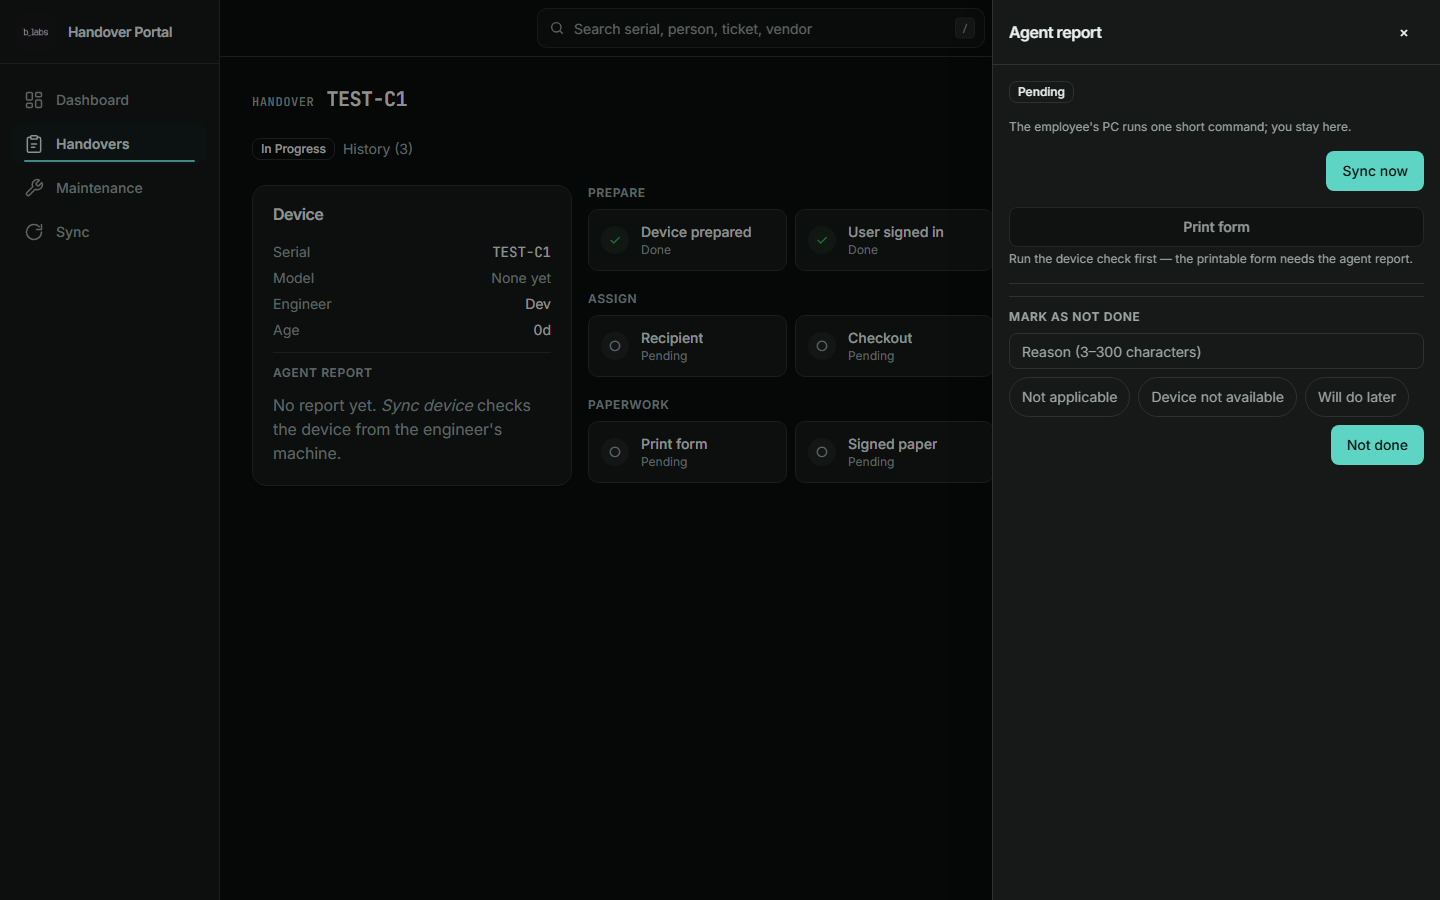 b_labs
Handover Portal
Dashboard
Handovers
Maintenance
Sync
Search serial, person, ticket, vendor
/
HANDOVER TEST-C1
In Progress
History (3)
Device
Serial TEST-C1
Model None yet
Engineer Dev
Age 0d
AGENT REPORT
No report yet. Sync device checks
the device from the engineer's
machine.
PREPARE
Device prepared
Done
User signed in
Done
ASSIGN
Recipient
Pending
Checkout
Pending
PAPERWORK
Print form
Pending
Signed paper
Pending
Agent report
×
Pending
The employee's PC runs one short command; you stay here.
Sync now
Print form
Run the device check first — the printable form needs the agent report.
MARK AS NOT DONE
Reason (3–300 characters)
Not applicable
Device not available
Will do later
Not done